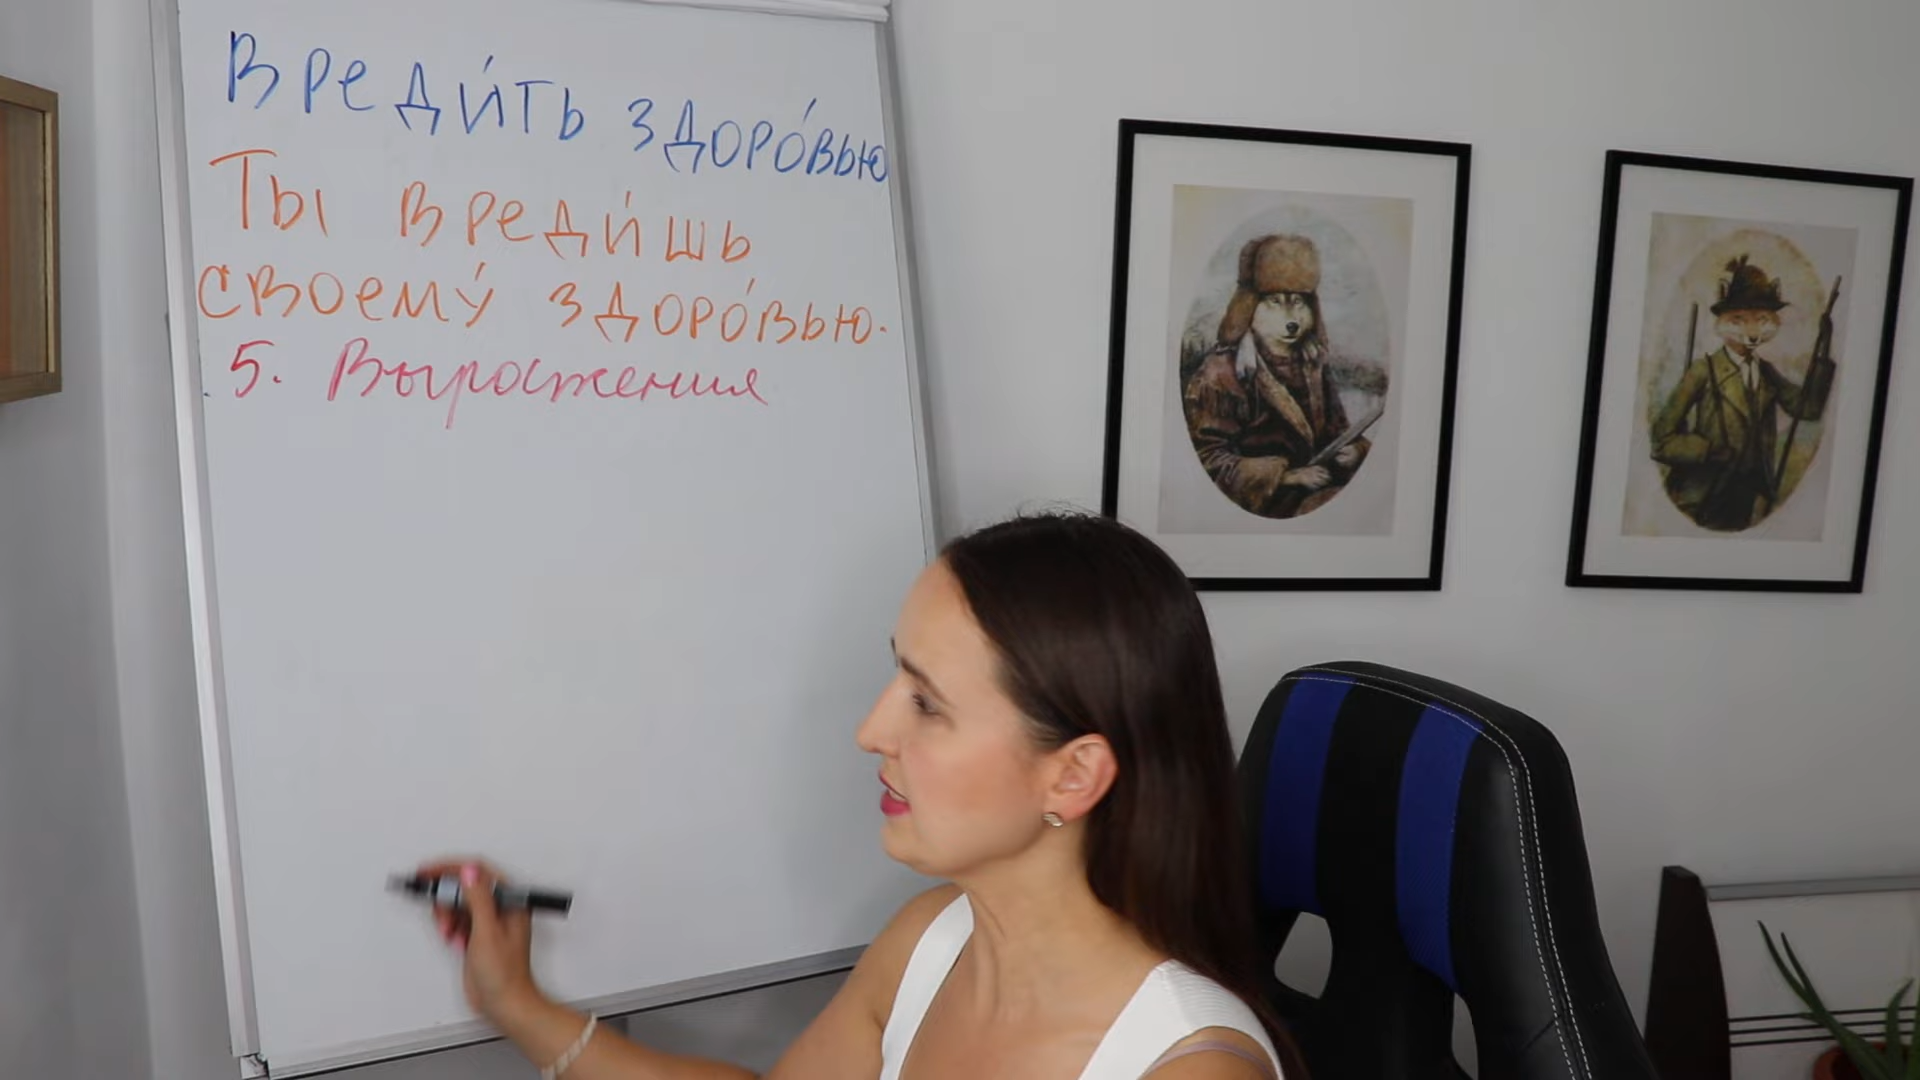 Вреди́ть здоро́вью
Ты вреди́шь
своему́ здоро́вью.
5. Выражения